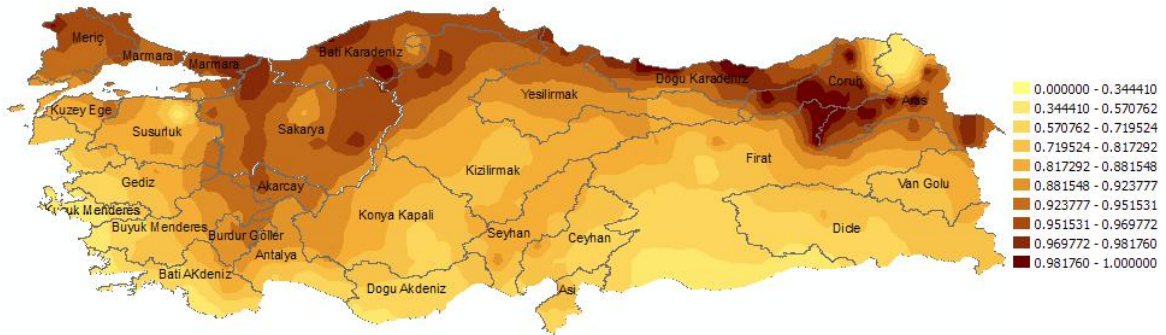 Meriç
Marmara
Marmara
Bati Karadeniz
Dogu Karadeniz
Coruh
Aras
Kuzey Ege
Susurluk
Sakarya
Yesilirmak
Kizilirmak
Firat
Van Golu
Gediz
Akarcay
Konya Kapali
Kuyuk Menderes
Buyuk Menderes
Burdur Göller
Antalya
Seyhan
Ceyhan
Dicle
Bati AKdeniz
Dogu Akdeniz
Asi
0.000000 - 0.344410
0.344410 - 0.570762
0.570762 - 0.719524
0.719524 - 0.817292
0.817292 - 0.881548
0.881548 - 0.923777
0.923777 - 0.951531
0.951531 - 0.969772
0.969772 - 0.981760
0.981760 - 1.000000